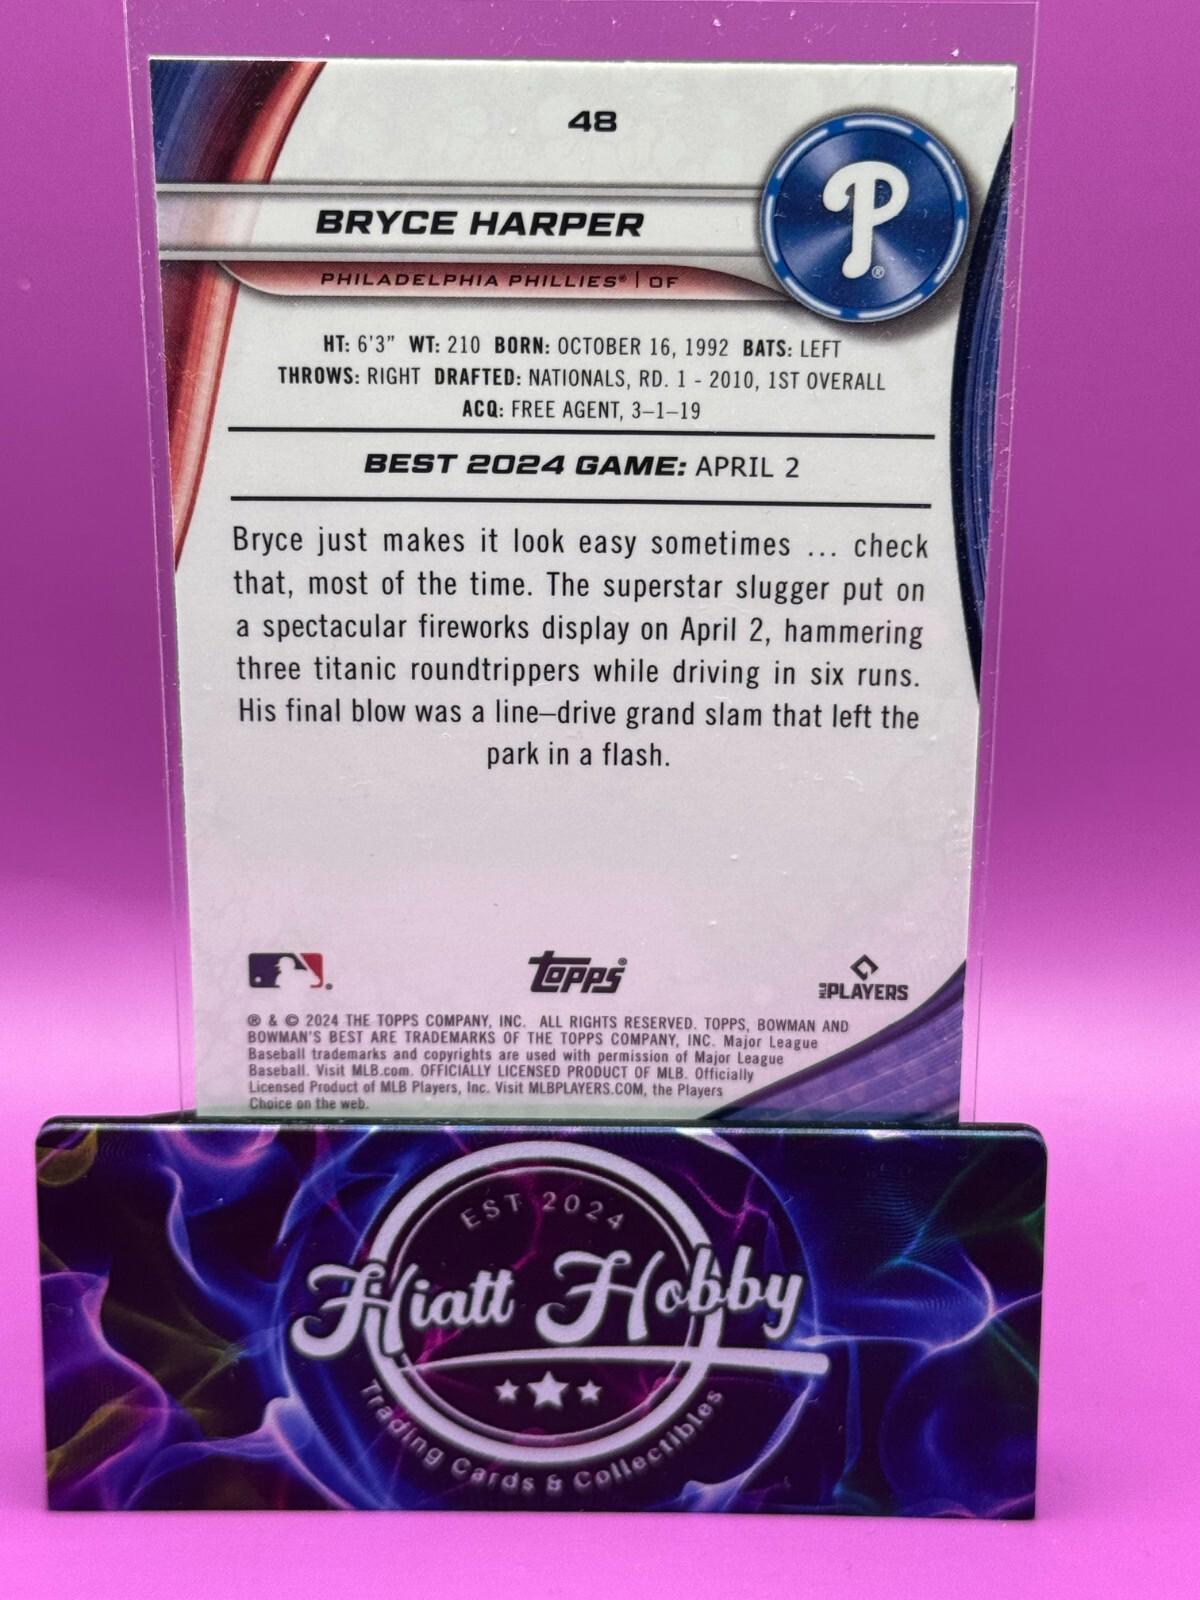 48
BRYCE HARPER
PHILADELPHIA PHILLIES® | OF
P®
HT: 6'3" WT: 210 BORN: OCTOBER 16, 1992 BATS: LEFT
THROWS: RIGHT DRAFTED: NATIONALS, RD. 1 - 2010, 1ST OVERALL
ACQ: FREE AGENT, 3–1–19
BEST 2024 GAME: APRIL 2
Bryce just makes it look easy sometimes ... check
that, most of the time. The superstar slugger put on
a spectacular fireworks display on April 2, hammering
three titanic roundtrippers while driving in six runs.
His final blow was a line–drive grand slam that left the
park in a flash.
Topps®
MLB PLAYERS
® & © 2024 THE TOPPS COMPANY, INC. ALL RIGHTS RESERVED. TOPPS, BOWMAN AND
BOWMAN'S BEST ARE TRADEMARKS OF THE TOPPS COMPANY, INC. Major League
Baseball trademarks and copyrights are used with permission of Major League
Baseball. Visit MLB.com. OFFICIALLY LICENSED PRODUCT OF MLB. Officially
Licensed Product of MLB Players, Inc. Visit MLBPLAYERS.COM, the Players
Choice on the web.
EST 2024
Hiatt Hobby
Trading Cards & Collectibles